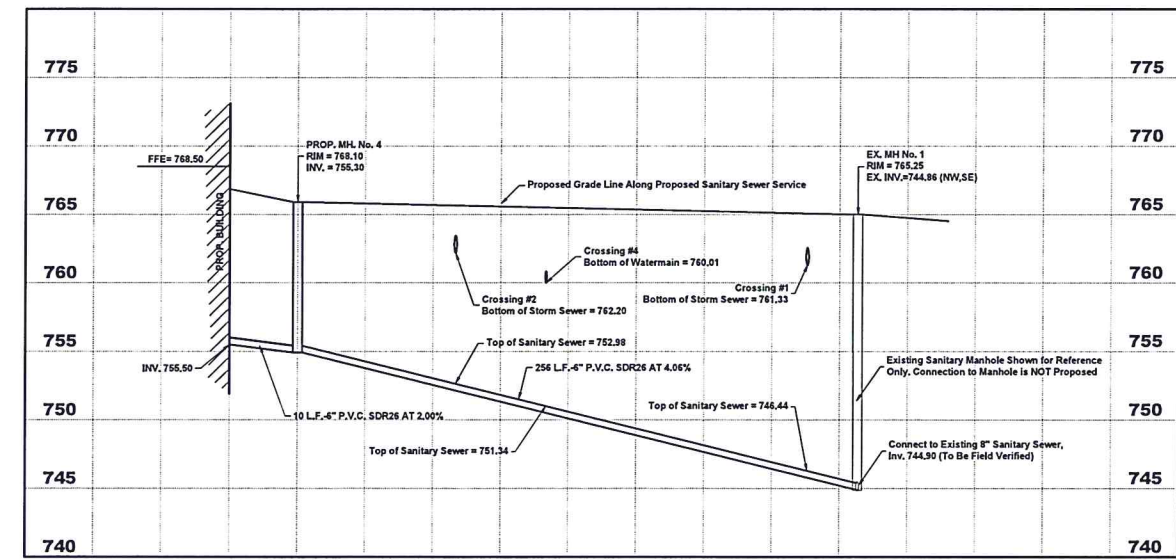 775
775
770
770
765
765
760
760
755
755
750
750
745
745
740
740
FFE= 768.50
PROP. BUILDING
INV. 755.50
PROP. MH. No. 4
RIM = 768.10
INV. = 755.30
Proposed Grade Line Along Proposed Sanitary Sewer Service
EX. MH No. 1
RIM = 765.25
EX. INV.=744.86 (NW,SE)
Crossing #4
Bottom of Watermain = 760.01
Crossing #2
Bottom of Storm Sewer = 762.20
Crossing #1
Bottom of Storm Sewer = 761.33
Top of Sanitary Sewer = 752.98
256 L.F.-6" P.V.C. SDR26 AT 4.06%
10 L.F.-6" P.V.C. SDR26 AT 2.00%
Top of Sanitary Sewer = 751.34
Top of Sanitary Sewer = 746.44
Existing Sanitary Manhole Shown for Reference
Only. Connection to Manhole is NOT Proposed
Connect to Existing 8" Sanitary Sewer,
Inv. 744.90 (To Be Field Verified)